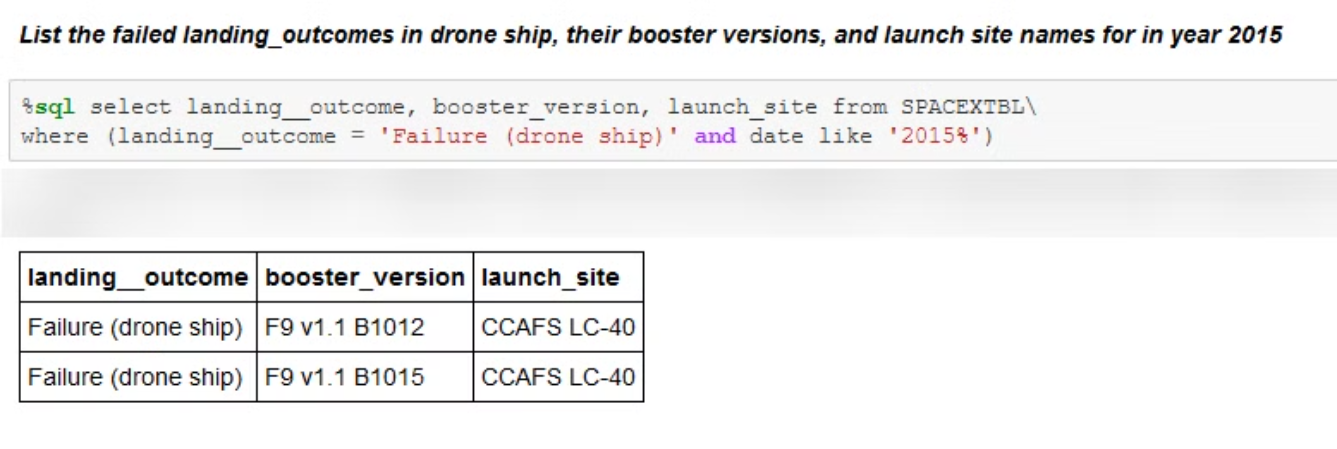 List the failed landing_outcomes in drone ship, their booster versions, and launch site names for in year 2015
%sql select landing__outcome, booster_version, launch_site from SPACEXTBL\
where (landing__outcome = 'Failure (drone ship)' and date like '2015%')
landing__outcome booster_version launch_site
Failure (drone ship) F9 v1.1 B1012 CCAFS LC-40
Failure (drone ship) F9 v1.1 B1015 CCAFS LC-40